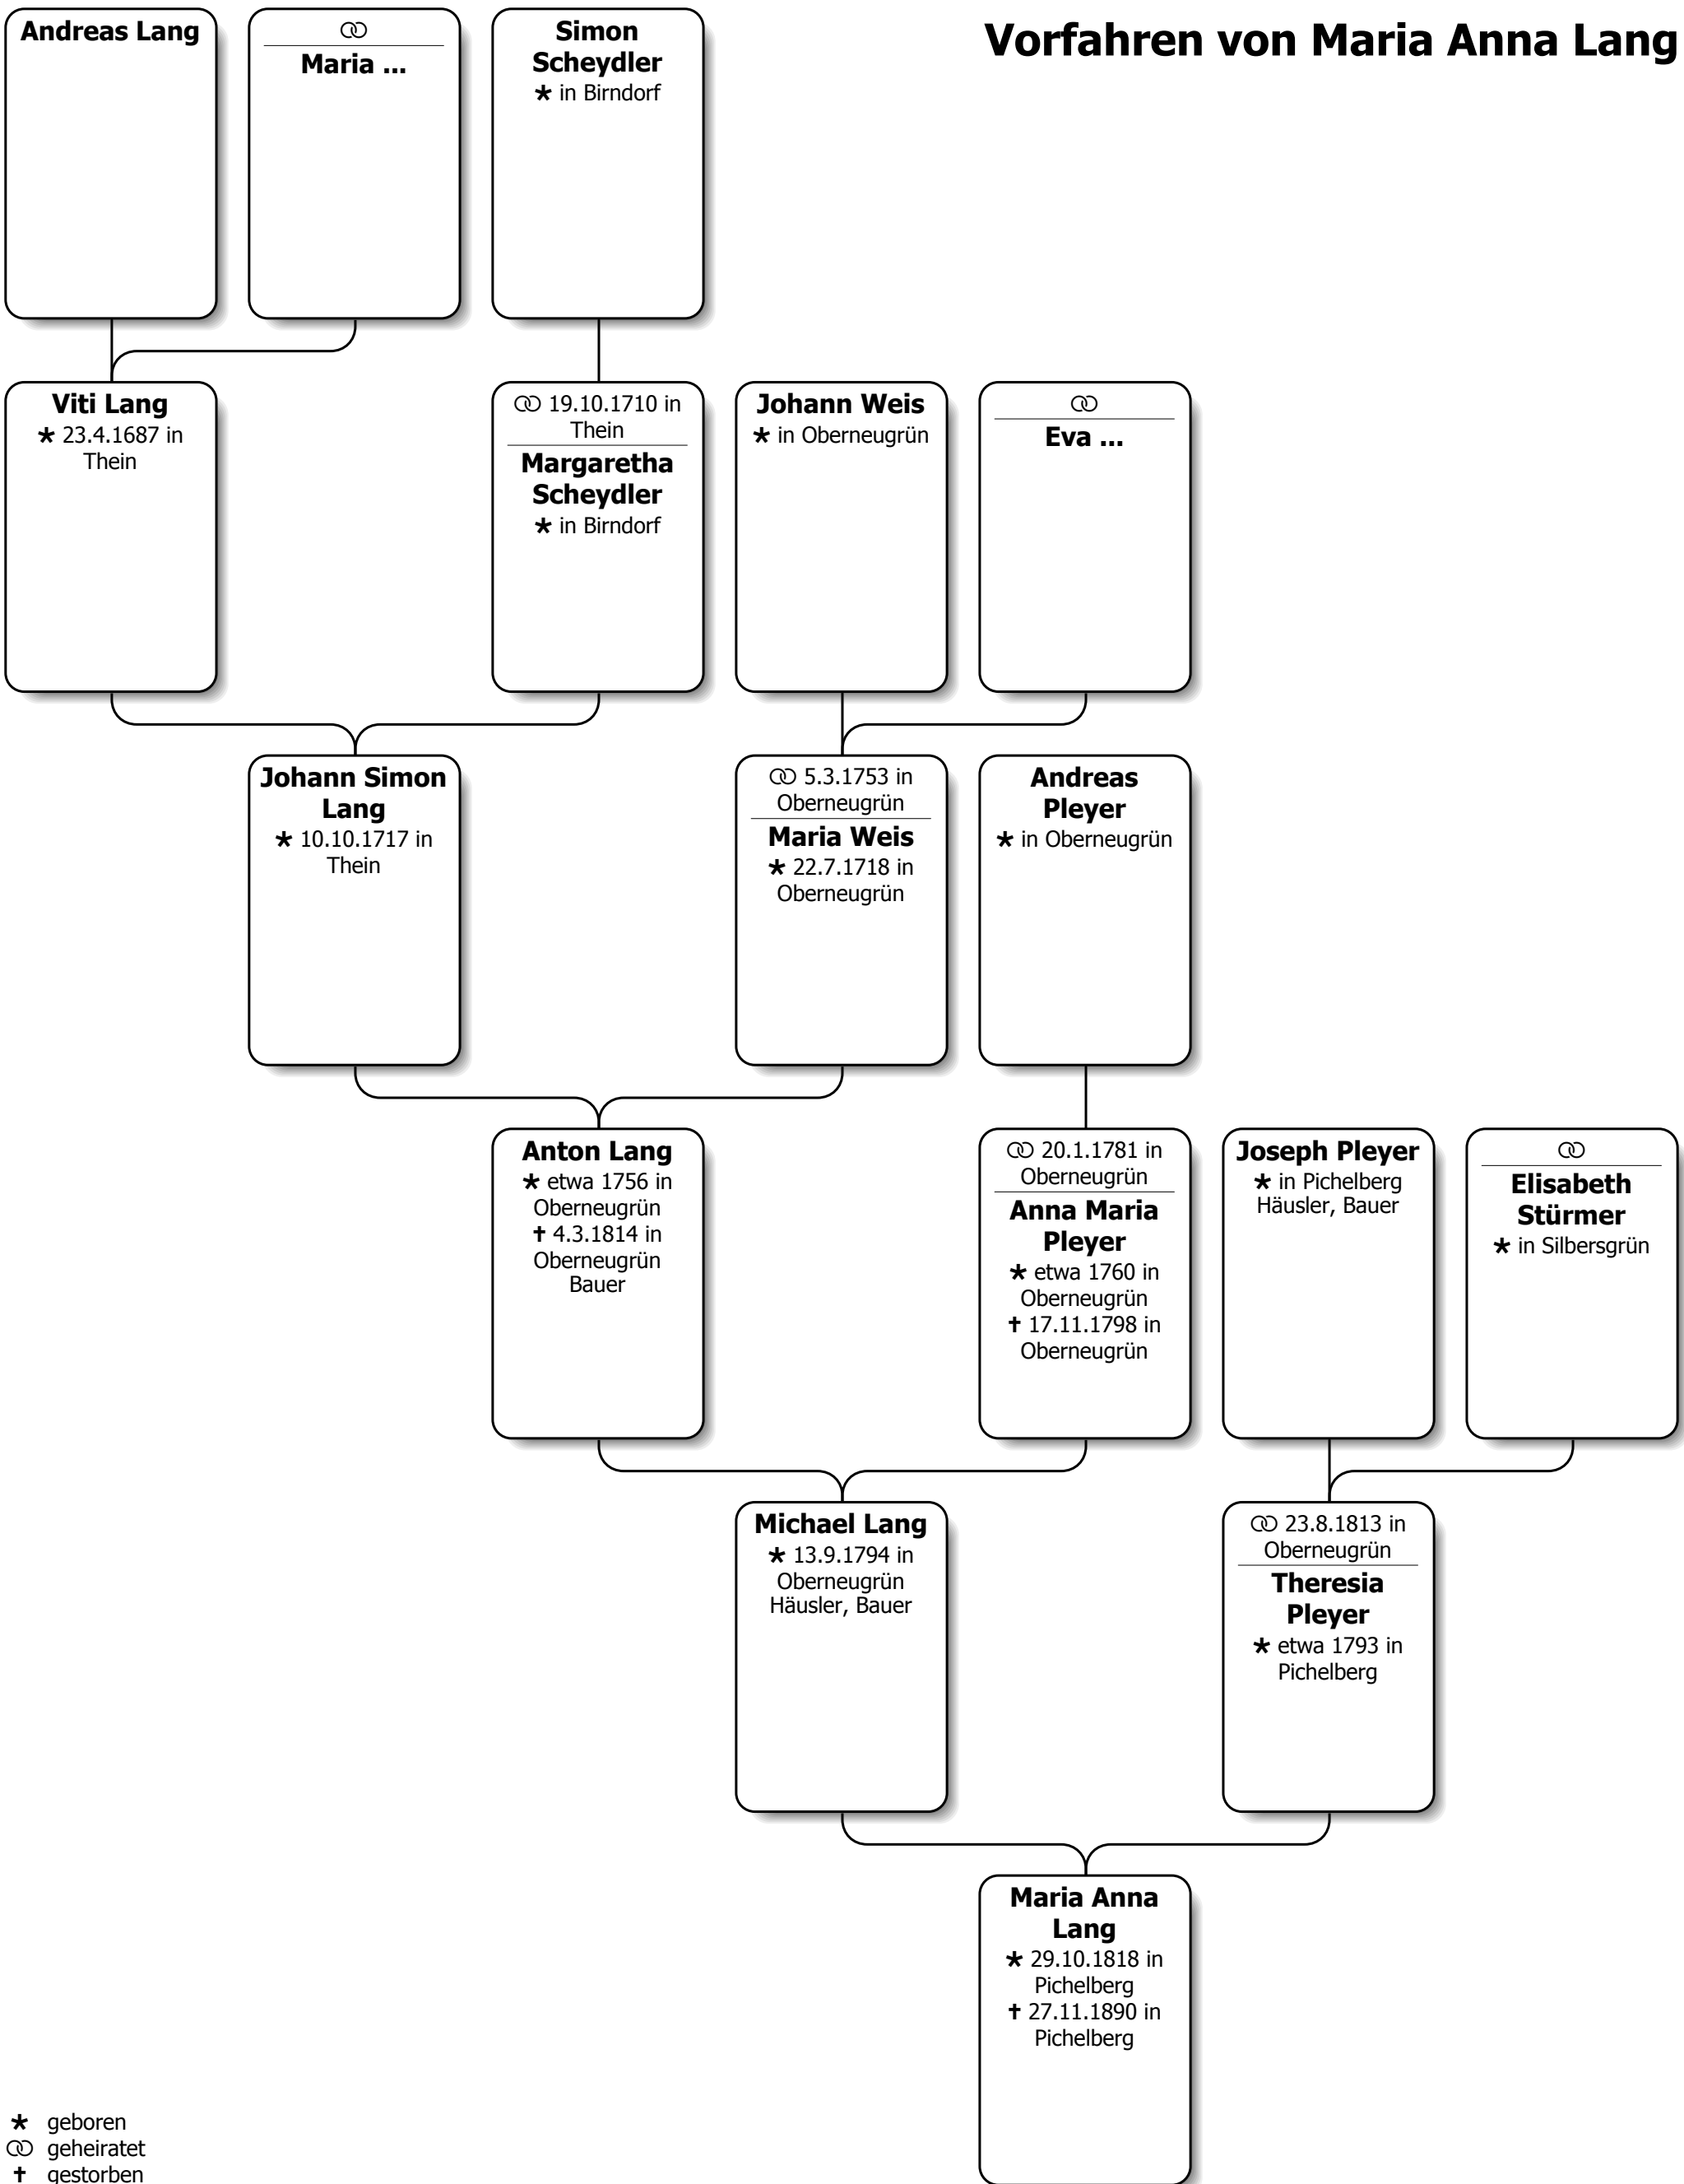 Vorfahren von Maria Anna Lang
Andreas Lang
⚭
Maria ...
Simon
Scheydler
★ in Birndorf
Viti Lang
★ 23.4.1687 in
Thein
⚭ 19.10.1710 in
Thein
Margaretha
Scheydler
★ in Birndorf
Johann Weis
★ in Oberneugrün
⚭
Eva ...
Johann Simon
Lang
★ 10.10.1717 in
Thein
⚭ 5.3.1753 in
Oberneugrün
Maria Weis
★ 22.7.1718 in
Oberneugrün
Andreas
Pleyer
★ in Oberneugrün
Anton Lang
★ etwa 1756 in
Oberneugrün
✝ 4.3.1814 in
Oberneugrün
Bauer
⚭ 20.1.1781 in
Oberneugrün
Anna Maria
Pleyer
★ etwa 1760 in
Oberneugrün
✝ 17.11.1798 in
Oberneugrün
Joseph Pleyer
★ in Pichelberg
Häusler, Bauer
⚭
Elisabeth
Stürmer
★ in Silbersgrün
Michael Lang
★ 13.9.1794 in
Oberneugrün
Häusler, Bauer
⚭ 23.8.1813 in
Oberneugrün
Theresia
Pleyer
★ etwa 1793 in
Pichelberg
Maria Anna
Lang
★ 29.10.1818 in
Pichelberg
✝ 27.11.1890 in
Pichelberg
★ geboren
⚭ geheiratet
✝ gestorben